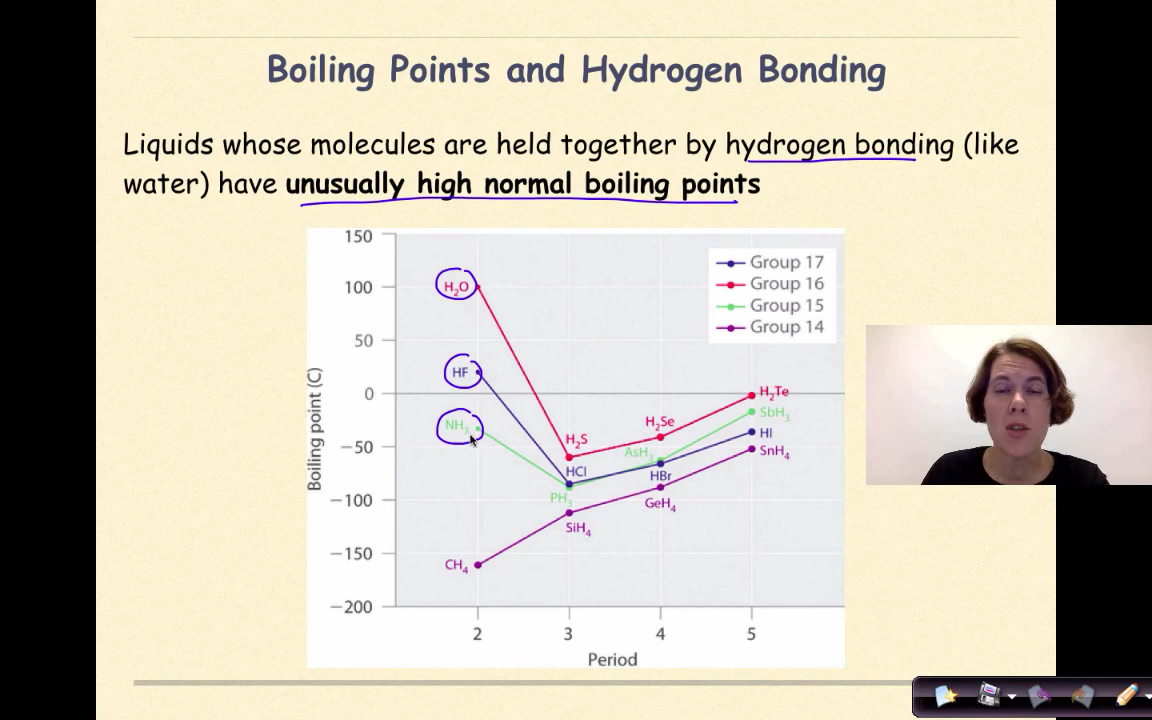 Boiling Points and Hydrogen Bonding
Liquids whose molecules are held together by hydrogen bonding (like
water) have unusually high normal boiling points
150
100
50
0
−50
−100
−150
−200
Boiling point (C)
2
3
4
5
Period
Group 17
Group 16
Group 15
Group 14
H₂O
HF
NH₃
CH₄
H₂S
HCl
PH₃
SiH₄
H₂Se
AsH₃
HBr
GeH₄
H₂Te
SbH₃
HI
SnH₄